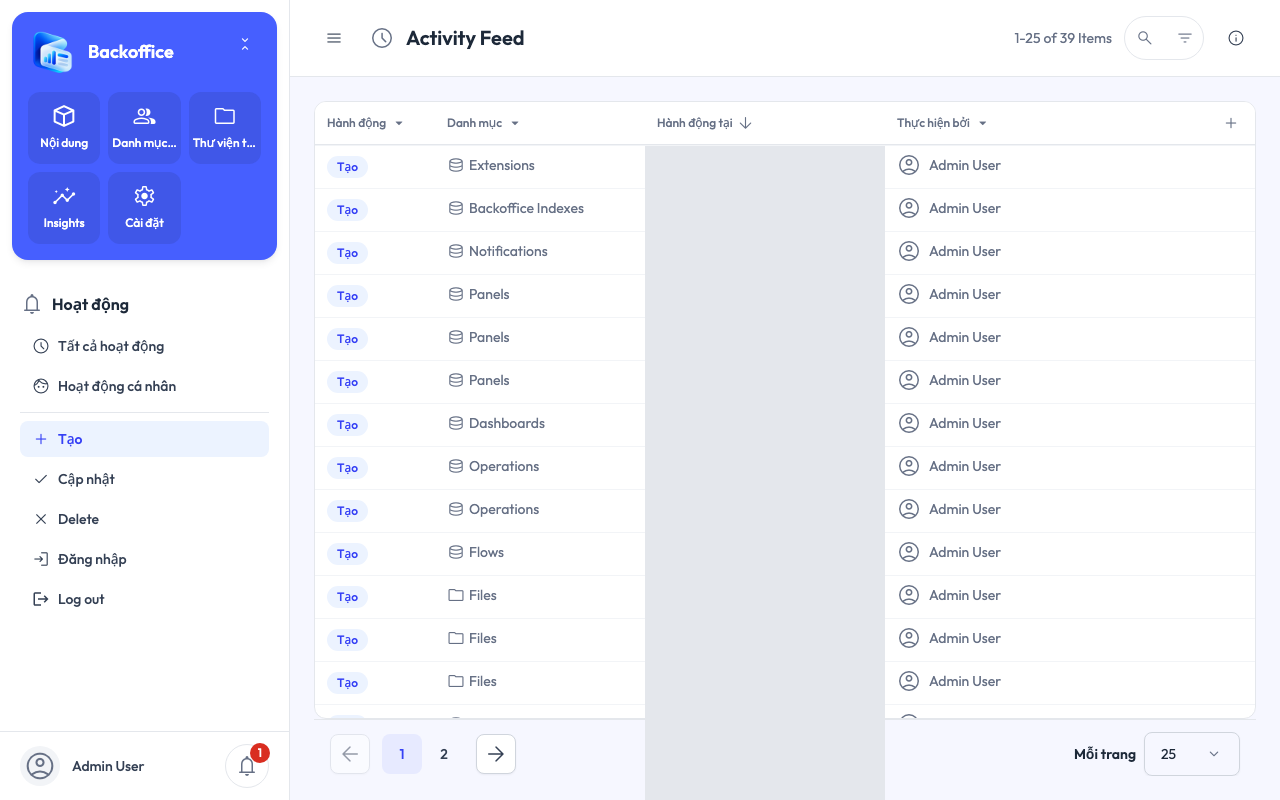 Backoffice
Nội dung
Danh mục...
Thư viện t...
Insights
Cài đặt
Hoạt động
Tất cả hoạt động
Hoạt động cá nhân
Tạo
Cập nhật
Delete
Đăng nhập
Log out
Admin User
1
Activity Feed
1-25 of 39 Items
Hành động Danh mục Hành động tại Thực hiện bởi
Tạo Extensions Admin User
Tạo Backoffice Indexes Admin User
Tạo Notifications Admin User
Tạo Panels Admin User
Tạo Panels Admin User
Tạo Panels Admin User
Tạo Dashboards Admin User
Tạo Operations Admin User
Tạo Operations Admin User
Tạo Flows Admin User
Tạo Files Admin User
Tạo Files Admin User
Tạo Files Admin User
1 2
Mỗi trang 25